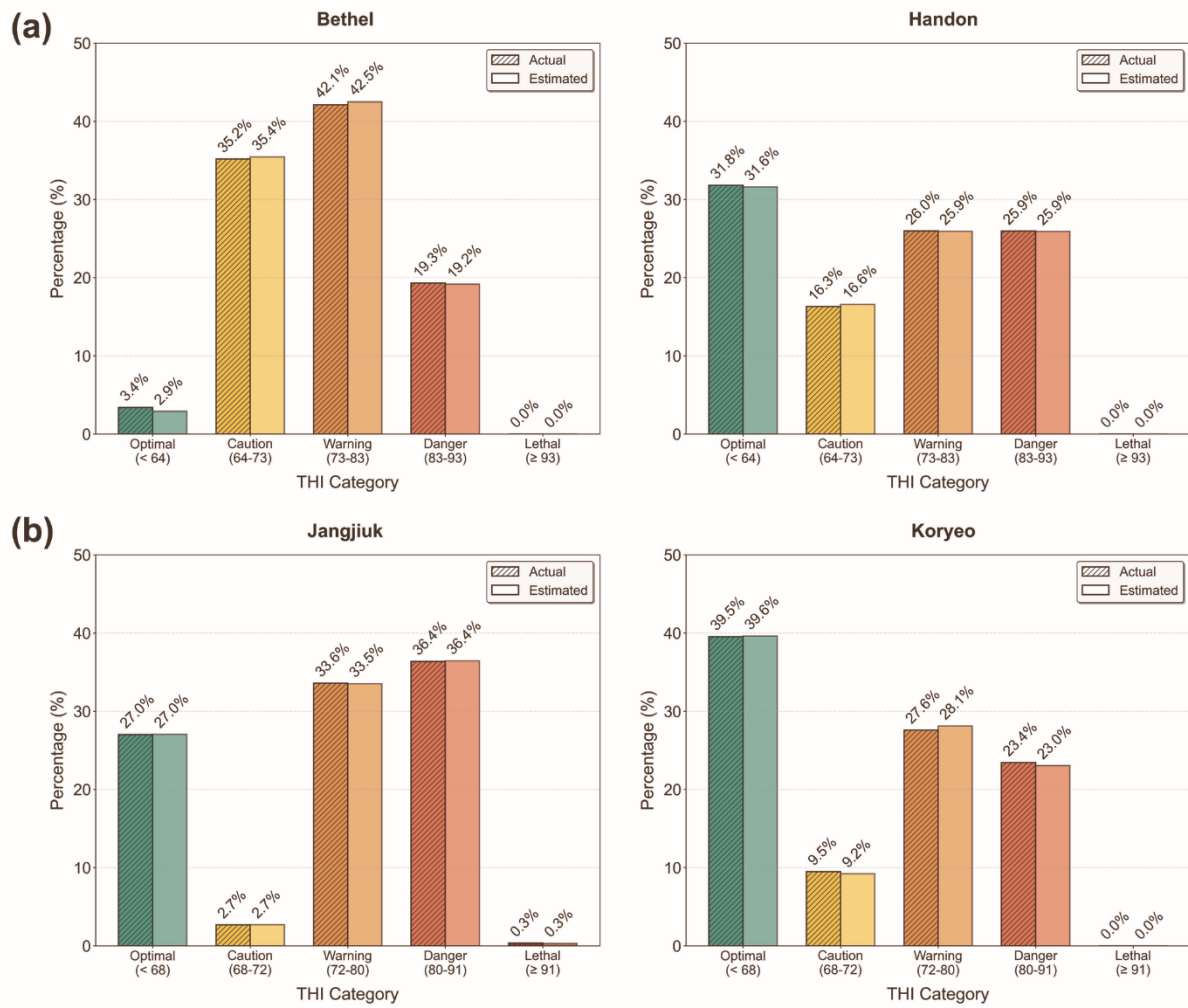 (a)
Bethel
50
40
30
20
10
0
Percentage (%)
Actual
Estimated
3.4%
2.9%
35.2%
35.4%
42.1%
42.5%
19.3%
19.2%
0.0%
0.0%
Optimal
(< 64)
Caution
(64-73)
Warning
(73-83)
Danger
(83-93)
Lethal
(≥ 93)
THI Category
Handon
50
40
30
20
10
0
Percentage (%)
Actual
Estimated
31.8%
31.6%
16.3%
16.6%
26.0%
25.9%
25.9%
25.9%
0.0%
0.0%
Optimal
(< 64)
Caution
(64-73)
Warning
(73-83)
Danger
(83-93)
Lethal
(≥ 93)
THI Category
(b)
Jangjiuk
50
40
30
20
10
0
Percentage (%)
Actual
Estimated
27.0%
27.0%
2.7%
2.7%
33.6%
33.5%
36.4%
36.4%
0.3%
0.3%
Optimal
(< 68)
Caution
(68-72)
Warning
(72-80)
Danger
(80-91)
Lethal
(≥ 91)
THI Category
Koryeo
50
40
30
20
10
0
Percentage (%)
Actual
Estimated
39.5%
39.6%
9.5%
9.2%
27.6%
28.1%
23.4%
23.0%
0.0%
0.0%
Optimal
(< 68)
Caution
(68-72)
Warning
(72-80)
Danger
(80-91)
Lethal
(≥ 91)
THI Category